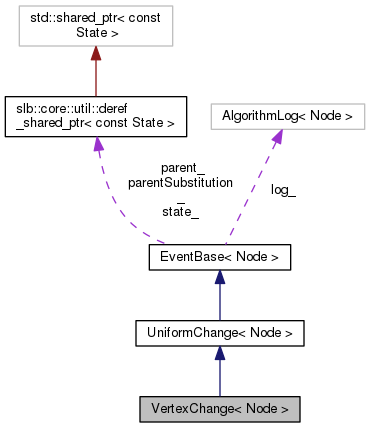 std::shared_ptr< const
State >
slb::core::util::deref
_shared_ptr< const State >
AlgorithmLog< Node >
parent_
parentSubstitution
_
state_
log_
EventBase< Node >
UniformChange< Node >
VertexChange< Node >